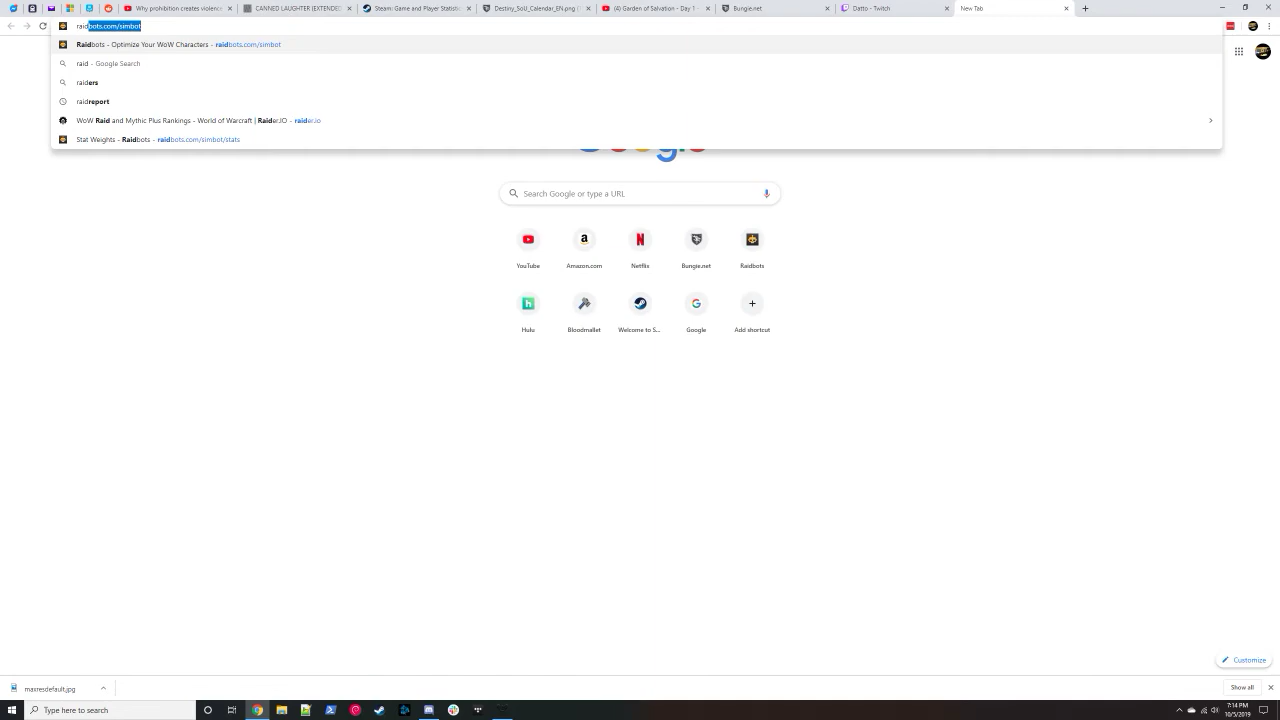 Why prohibition creates violence
CANNED LAUGHTER (EXTENDED
Steam: Game and Player Statistic
Destiny_SoU_Calendar_EN.png
(4) Garden of Salvation - Day 1
Bungie.net
Datto - Twitch
New Tab
raidbots.com/simbot
Raidbots - Optimize Your WoW Characters - raidbots.com/simbot
raid - Google Search
raiders
raidreport
WoW Raid and Mythic Plus Rankings - World of Warcraft | Raider.IO - raider.io
Stat Weights - Raidbots - raidbots.com/simbot/stats
Search Google or type a URL
YouTube
Amazon.com
Netflix
Bungie.net
Raidbots
Hulu
Bloodmallet
Welcome to S...
Google
Add shortcut
Customize
maxresdefault.jpg
Show all
Type here to search
7:14 PM
10/5/2019